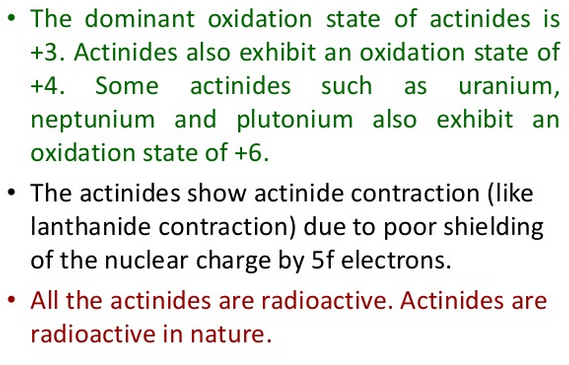 • The dominant oxidation state of actinides is
+3. Actinides also exhibit an oxidation state of
+4. Some actinides such as uranium,
neptunium and plutonium also exhibit an
oxidation state of +6.
• The actinides show actinide contraction (like
lanthanide contraction) due to poor shielding
of the nuclear charge by 5f electrons.
• All the actinides are radioactive. Actinides are
radioactive in nature.